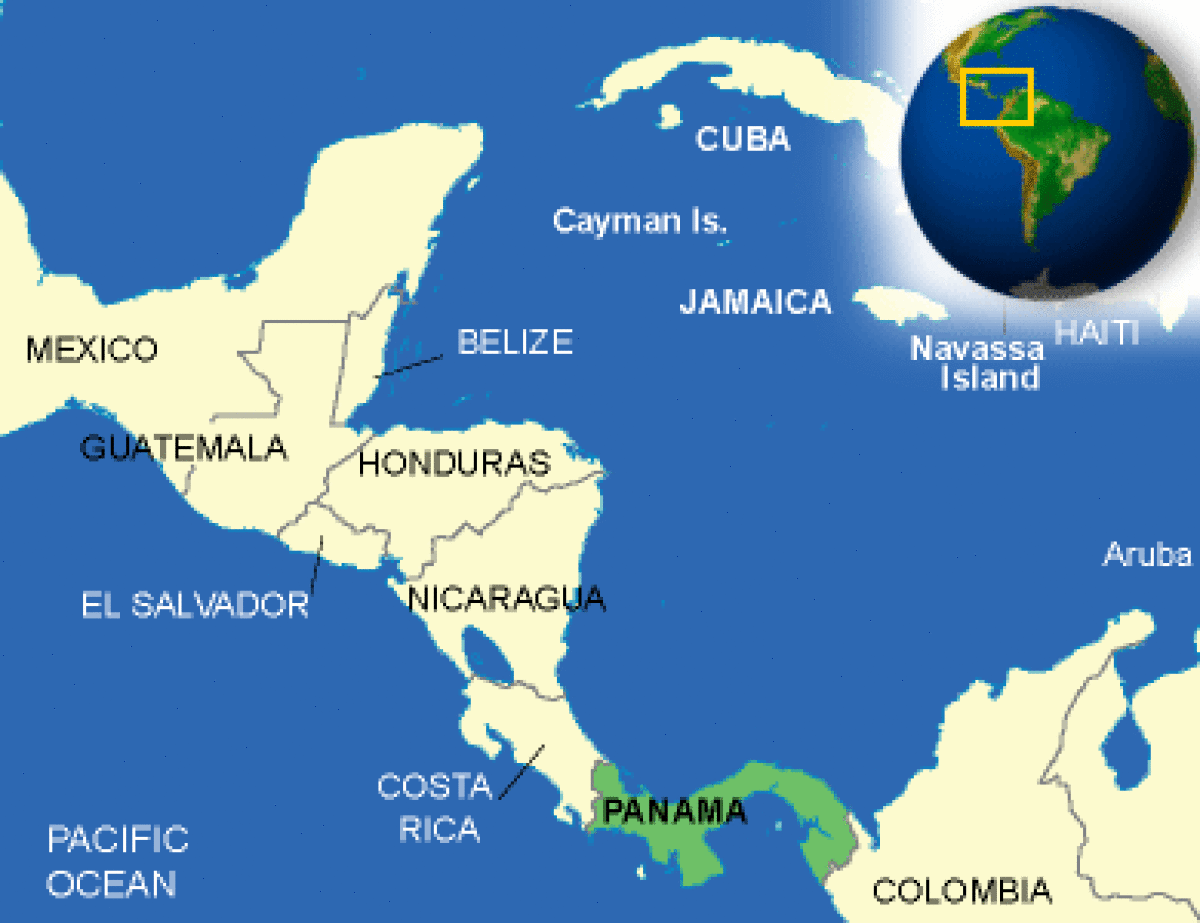 CUBA
Cayman Is.
JAMAICA
HAITI
Navassa
Island
MEXICO
BELIZE
GUATEMALA
HONDURAS
Aruba
EL SALVADOR
NICARAGUA
COSTA
RICA
PANAMA
PACIFIC
OCEAN
COLOMBIA